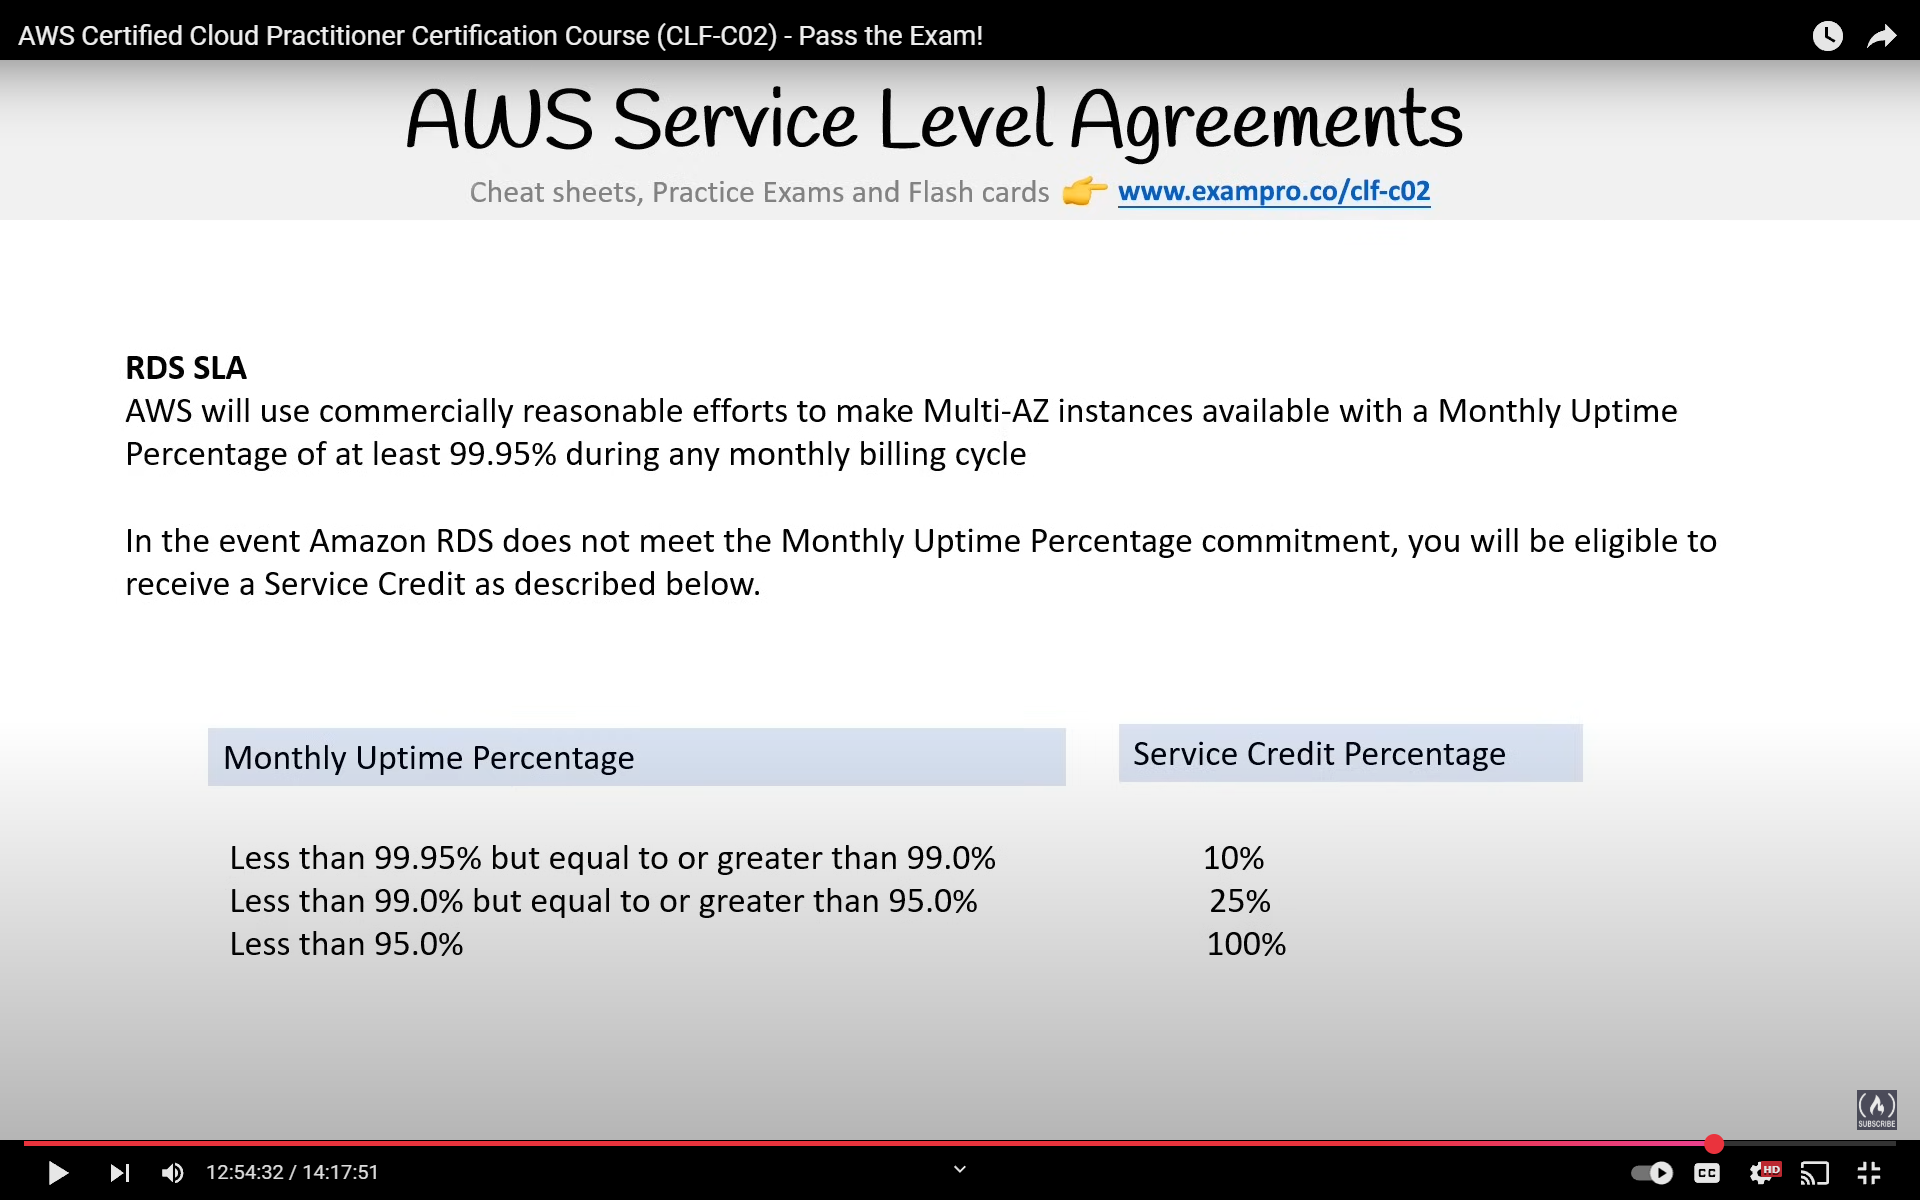 AWS Certified Cloud Practitioner Certification Course (CLF-C02) - Pass the Exam!
AWS Service Level Agreements
Cheat sheets, Practice Exams and Flash cards 👉 www.exampro.co/clf-c02
RDS SLA
AWS will use commercially reasonable efforts to make Multi-AZ instances available with a Monthly Uptime
Percentage of at least 99.95% during any monthly billing cycle
In the event Amazon RDS does not meet the Monthly Uptime Percentage commitment, you will be eligible to
receive a Service Credit as described below.
Monthly Uptime Percentage Service Credit Percentage
Less than 99.95% but equal to or greater than 99.0% 10%
Less than 99.0% but equal to or greater than 95.0% 25%
Less than 95.0% 100%
SUBSCRIBE
12:54:32 / 14:17:51 CC HD